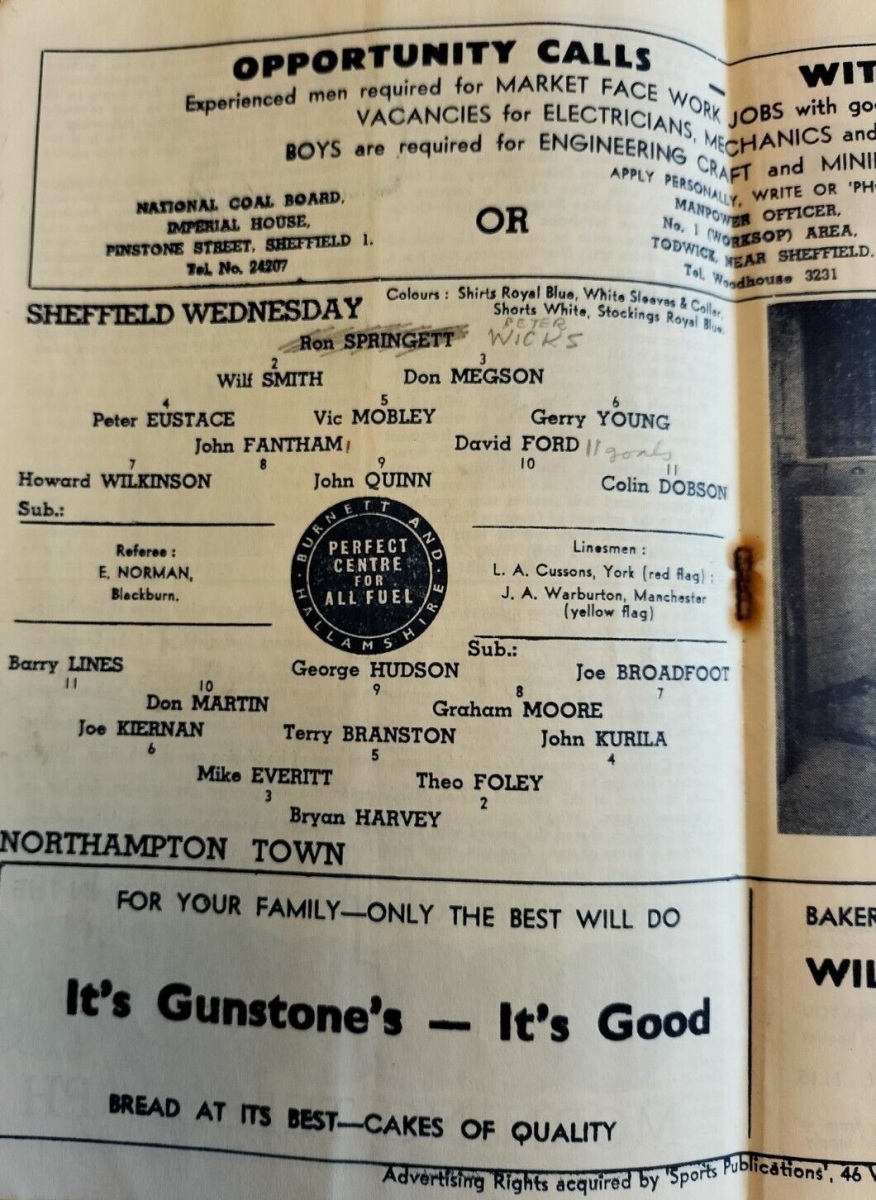 OPPORTUNITY CALLS
Experienced men required for MARKET FACE WORK JOBS with go
VACANCIES for ELECTRICIANS, MECHANICS and
BOYS are required for ENGINEERING CRAFT and MINI
APPLY PERSONALLY, WRITE OR 'PH
NATIONAL COAL BOARD,
IMPERIAL HOUSE,
PINSTONE STREET, SHEFFIELD 1.
Tel. No. 24207
OR
MANPOWER OFFICER,
No. 1 (WORKSOP) AREA,
TODWICK, NEAR SHEFFIELD.
Tel. Woodhouse 3231
WIT
SHEFFIELD WEDNESDAY
Colours : Shirts Royal Blue, White Sleeves & Collar,
Shorts White, Stockings Royal Blue.
Ron SPRINGETT PETER WICKS
2 3
Wilf SMITH Don MEGSON
4 5 6
Peter EUSTACE Vic MOBLEY Gerry YOUNG
John FANTHAM David FORD 11 goals
7 8 9 10 11
Howard WILKINSON John QUINN Colin DOBSON
Sub.:
Referee :
E. NORMAN,
Blackburn.
BURNETT AND HALLAMSHIRE
PERFECT
CENTRE
FOR
ALL FUEL
Linesmen :
L. A. Cussons, York (red flag) :
J. A. Warburton, Manchester
(yellow flag)
Sub.:
Barry LINES George HUDSON Joe BROADFOOT
11 10 9 8 7
Don MARTIN Graham MOORE
Joe KIERNAN Terry BRANSTON John KURILA
6 5 4
Mike EVERITT Theo FOLEY
3 2
Bryan HARVEY
NORTHAMPTON TOWN
FOR YOUR FAMILY—ONLY THE BEST WILL DO
It's Gunstone's — It's Good
BREAD AT ITS BEST—CAKES OF QUALITY
BAKER
WIL
Advertising Rights acquired by 'Sports Publications', 46